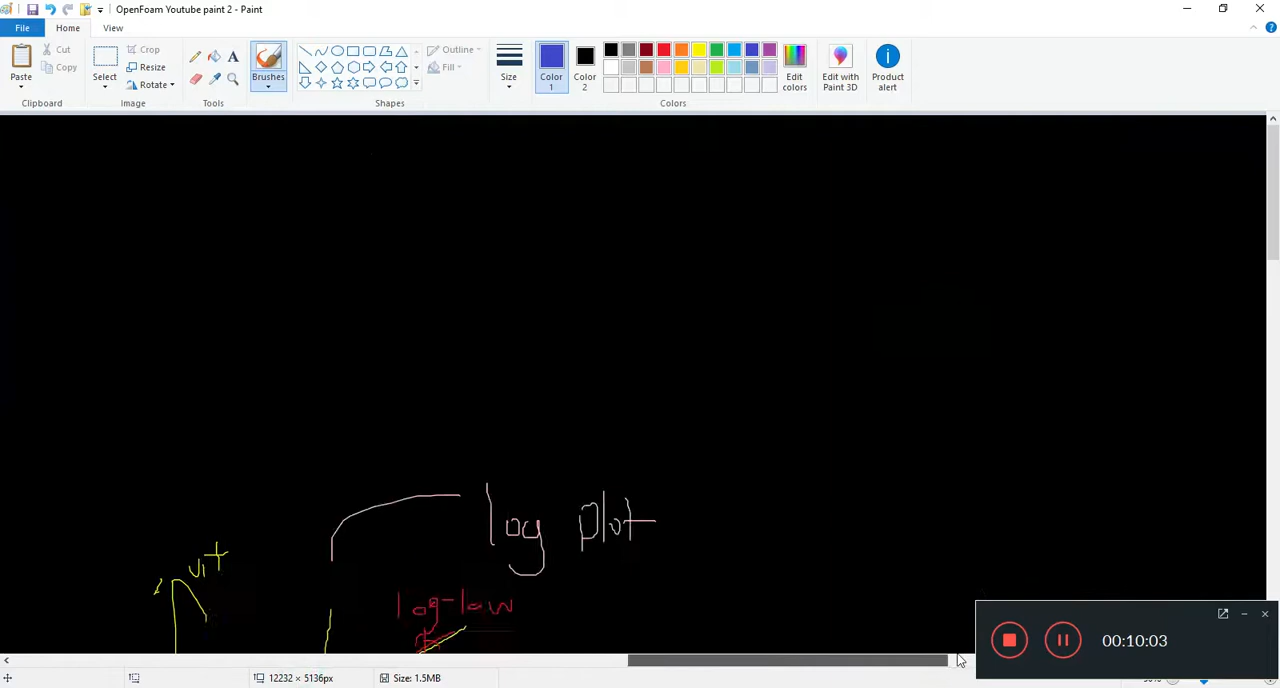 OpenFoam Youtube paint 2 - Paint
File Home View
Paste Cut Copy Clipboard
Select Crop Resize Rotate Image
Tools
Brushes
Outline Fill Shapes
Size
Color 1
Color 2
Edit colors
Colors
Edit with Paint 3D
Product alert
log plot
u+
log-law
00:10:03
12232 × 5136px
Size: 1.5MB